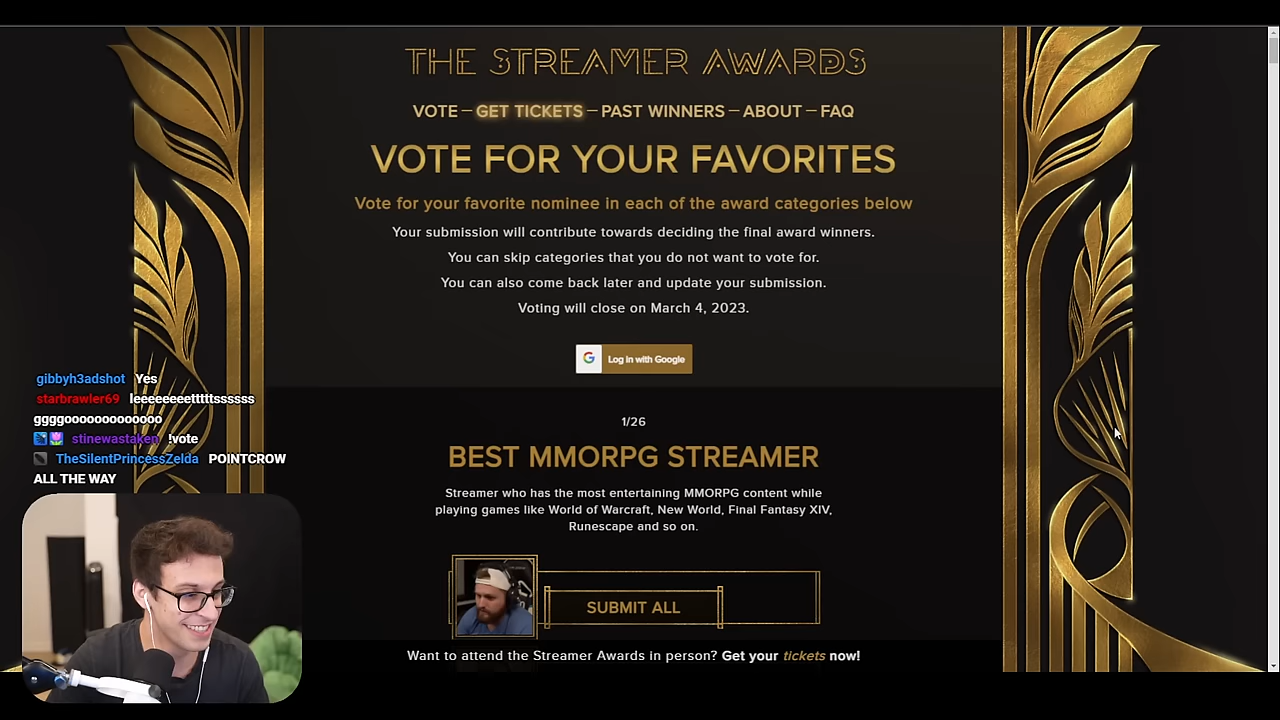 THE STREAMER AWARDS
VOTE – GET TICKETS – PAST WINNERS – ABOUT – FAQ
VOTE FOR YOUR FAVORITES
Vote for your favorite nominee in each of the award categories below
Your submission will contribute towards deciding the final award winners.
You can skip categories that you do not want to vote for.
You can also come back later and update your submission.
Voting will close on March 4, 2023.
G Log in with Google
gibbyh3adshot Yes
starbrawler69 leeeeeeeetttttssssss
ggggooooooooooooo
stinewastaken !vote
TheSilentPrincessZelda POINTCROW
ALL THE WAY
1/26
BEST MMORPG STREAMER
Streamer who has the most entertaining MMORPG content while
playing games like World of Warcraft, New World, Final Fantasy XIV,
Runescape and so on.
SUBMIT ALL
Want to attend the Streamer Awards in person? Get your tickets now!